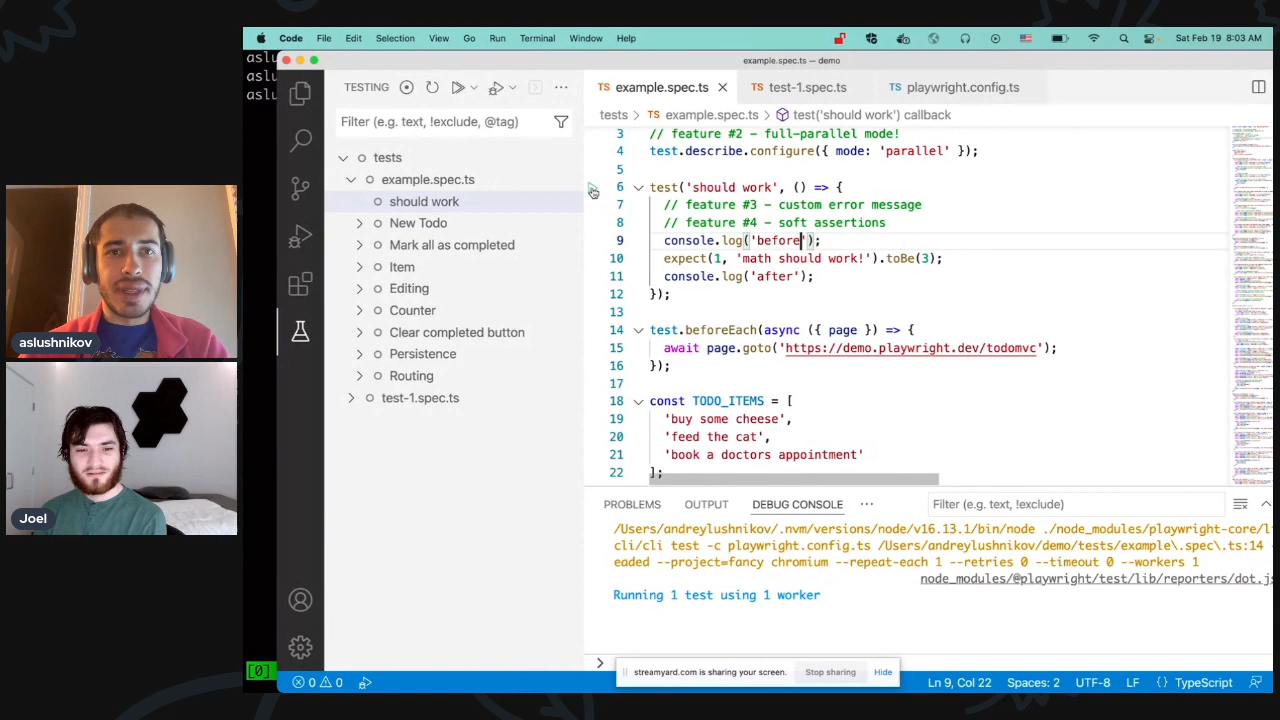 Code File Edit Selection View Go Run Terminal Window Help Sat Feb 19 8:03 AM
aslu
aslu
aslu
example.spec.ts — demo
TESTING
Filter (e.g. text, !exclude, @tag)
tests
example.spec.ts
should work
New Todo
Mark all as completed
Item
Editing
Counter
Clear completed button
Persistence
Routing
test-1.spec.ts
TS example.spec.ts
TS test-1.spec.ts
TS playwright.config.ts
tests > TS example.spec.ts > test('should work') callback
3 // feature #2 - full-parallel mode!
4 test.describe.configure({ mode: 'parallel' })
5
6 test('should work', () => {
7 // feature #3 - custom error message
8 // feature #4 - soft assertions
9 console.log('before');
10 expect(1, 'math should work!').toBe(3);
11 console.log('after');
12 });
13
14 test.beforeEach(async ({ page }) => {
15 await page.goto('https://demo.playwright.dev/todomvc');
16 });
17
18 const TODO_ITEMS = [
19 'buy some cheese',
20 'feed the cat',
21 'book a doctors appointment'
22 ];
PROBLEMS OUTPUT DEBUG CONSOLE
Filter (e.g. text, !exclude)
/Users/andreylushnikov/.nvm/versions/node/v16.13.1/bin/node ./node_modules/playwright-core/li
cli/cli test -c playwright.config.ts /Users/andreylushnikov/demo/tests/example\.spec\.ts:14 -
eaded --project=fancy chromium --repeat-each 1 --retries 0 --timeout 0 --workers 1
node_modules/@playwright/test/lib/reporters/dot.js
Running 1 test using 1 worker
streamyard.com is sharing your screen. Stop sharing Hide
[0]
0 0 Ln 9, Col 22 Spaces: 2 UTF-8 LF {} TypeScript
aslushnikov
Joel